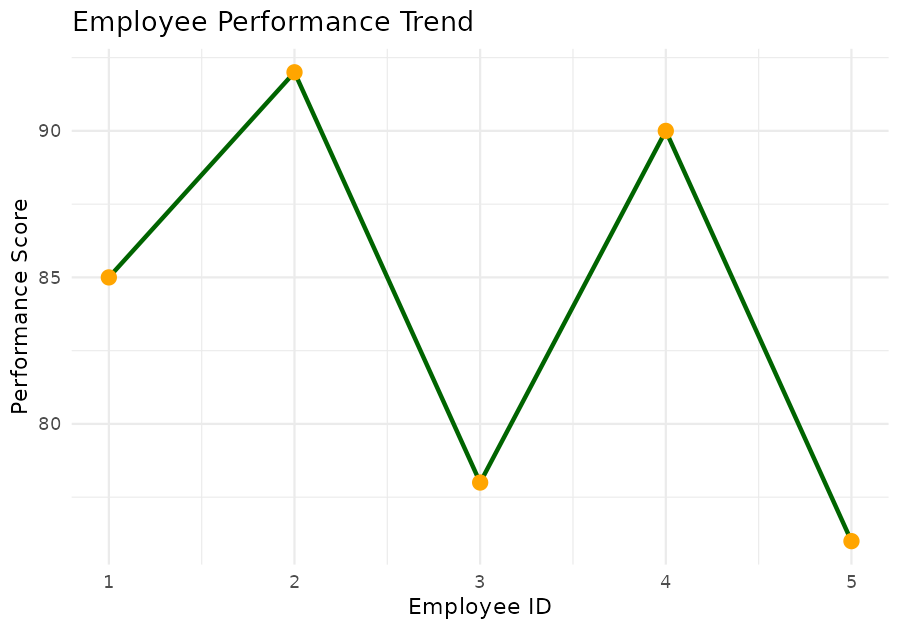 Employee Performance Trend
Performance Score
90
85
80
1 2 3 4 5
Employee ID